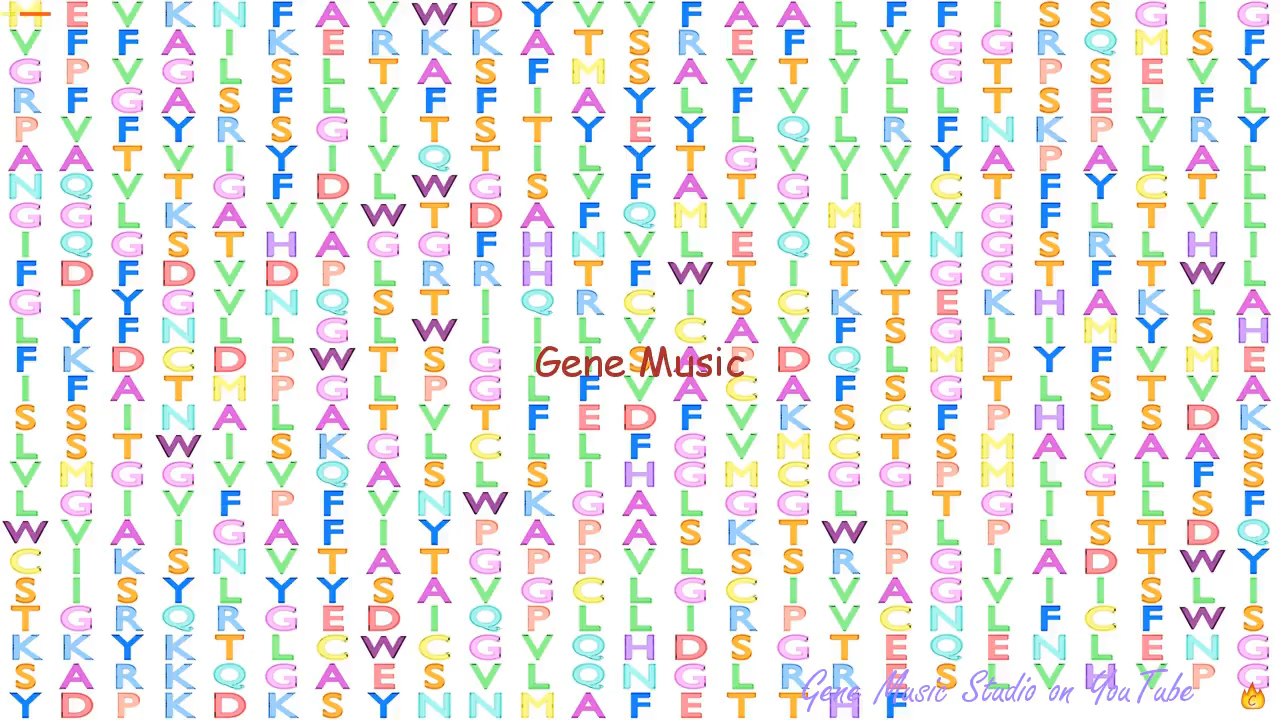 M E V K N F A V W D Y V V F A A L F F I S S G I G
V F F A I K E R K K A T S R E F L V G G R Q M S F
G P V G L S L T A S F M S A V T V L G T P S E V Y
R F G A S F L V F F I A Y L F V I L L T S E L F L
P V F Y R S G I T S T Y E Y L Q L R F N K P V R Y
A A T V I Y I V Q T I L Y T G V V V Y A P A L A L
N Q V T G F D L W G S V F A T G I V C T F Y C T L
G G L K A V V W T D A F Q M V V M I V G F L T V L
I Q G S T H A G G F H N V L E Q S T N G S R L H I
F D F D V D P L R R H T F W T I T V G G T F T W L
G I Y G V N Q S T I Q R C I S C K T E K H A K L A
L Y F N L L G L W I I L V C A V F S G L I M Y S H
F K D C D P W T S G L L S A P D Q L M P Y F V M E
I F A T M P G L P G L F V A C A F S G T L S T V A
S S I N A L A T V T F E D F V K S C F P H L S D K
L S T W I S K G L C L L F G V M C T S M A V A A S
V M G G V V Q A S L S I H G M C G G P M L G L F S
L G I V F P F V N W K G A L G G L L T G I T L S F
W V A I G A F I Y P A P A S K T W P L P L S T D Q
C I K S N V T A T G P P V L S S R P G I A D T W Y
S I S Y L Y Y S A V G C L G C I V A G V I I S L I
T G R Q R G E D I Q P L L I R P V C N L F C F W S
K K Y K T L C W C G V Q H D S G T E E N I L E N G
S A R K Q G A E S V L Q N G L R R E S L V H V P G
Y D P K D K S Y N N M A F E T T H F
Gene Music
Gene Music Studio on YouTube